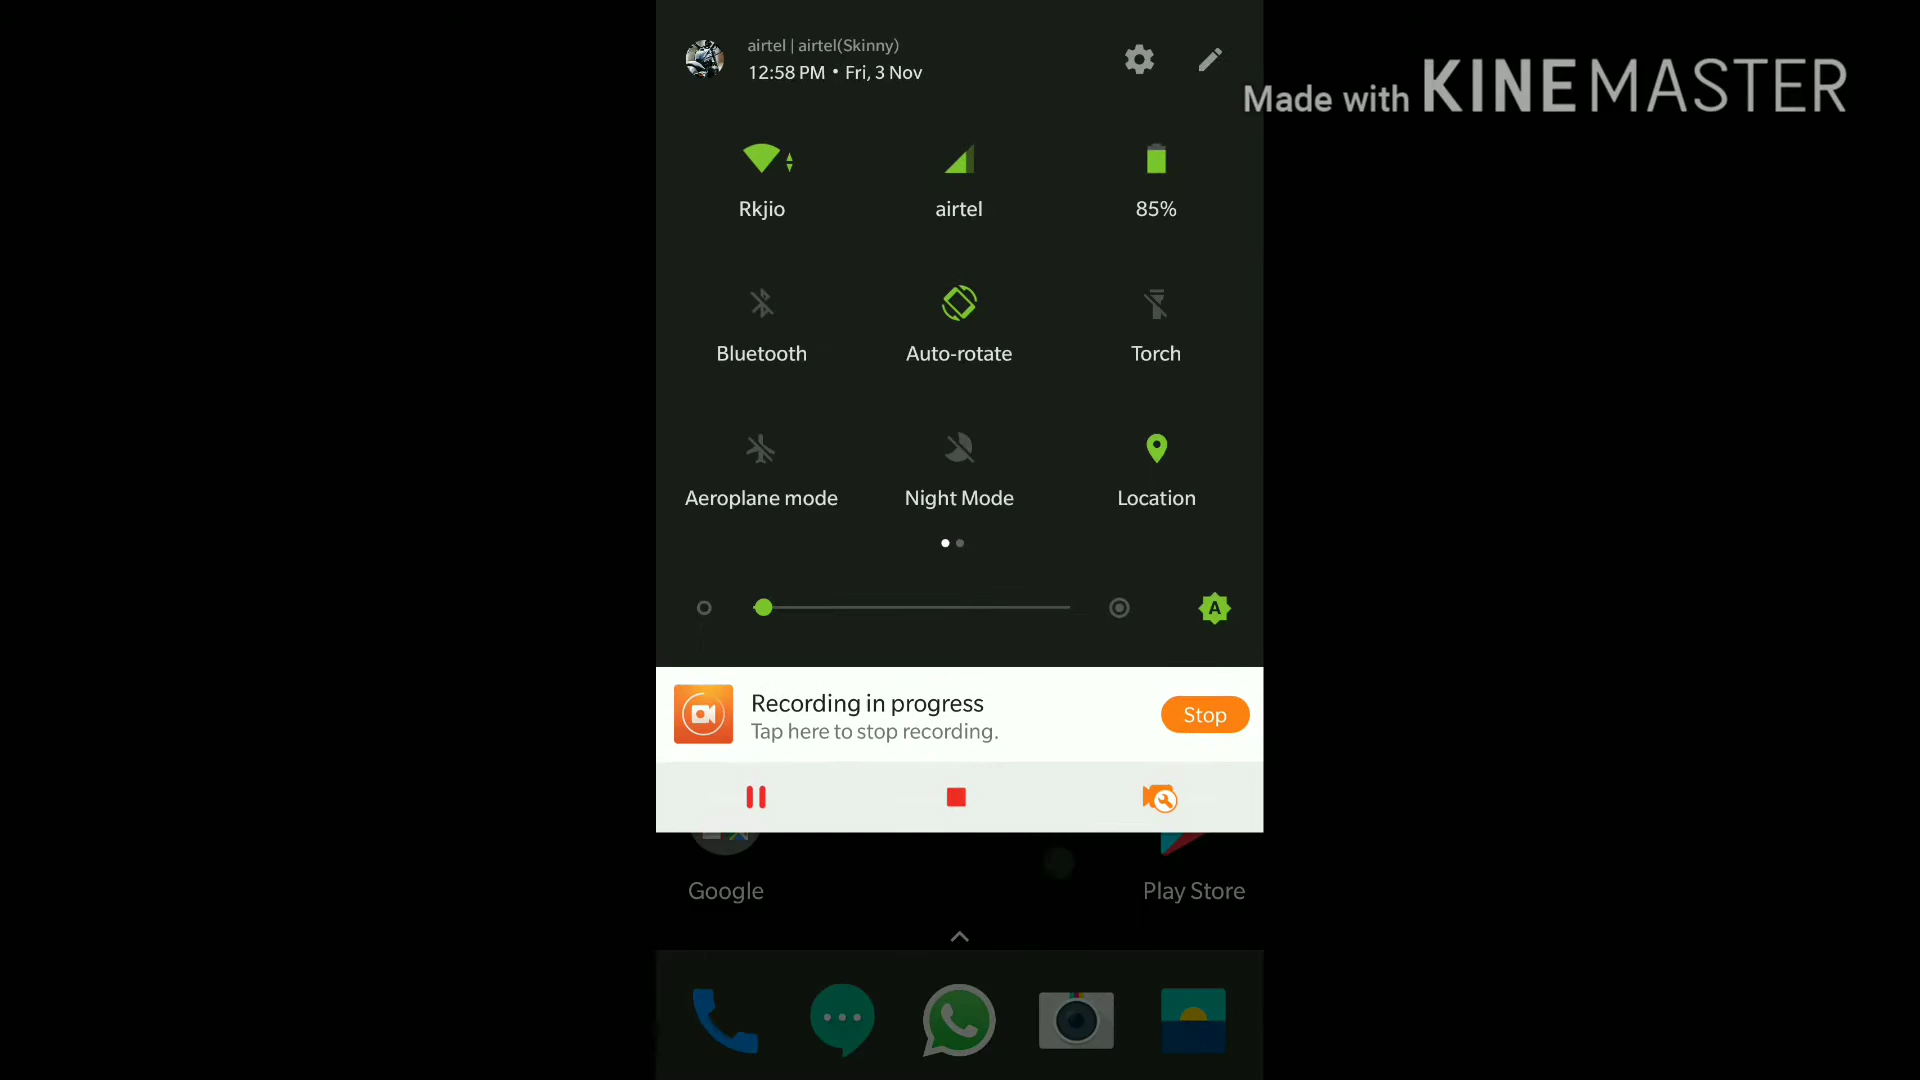 airtel | airtel(Skinny)
12:58 PM • Fri, 3 Nov
Made with KINEMASTER
Rkjio
airtel
85%
Bluetooth
Auto-rotate
Torch
Aeroplane mode
Night Mode
Location
A
Recording in progress
Tap here to stop recording.
Stop
Google
Play Store